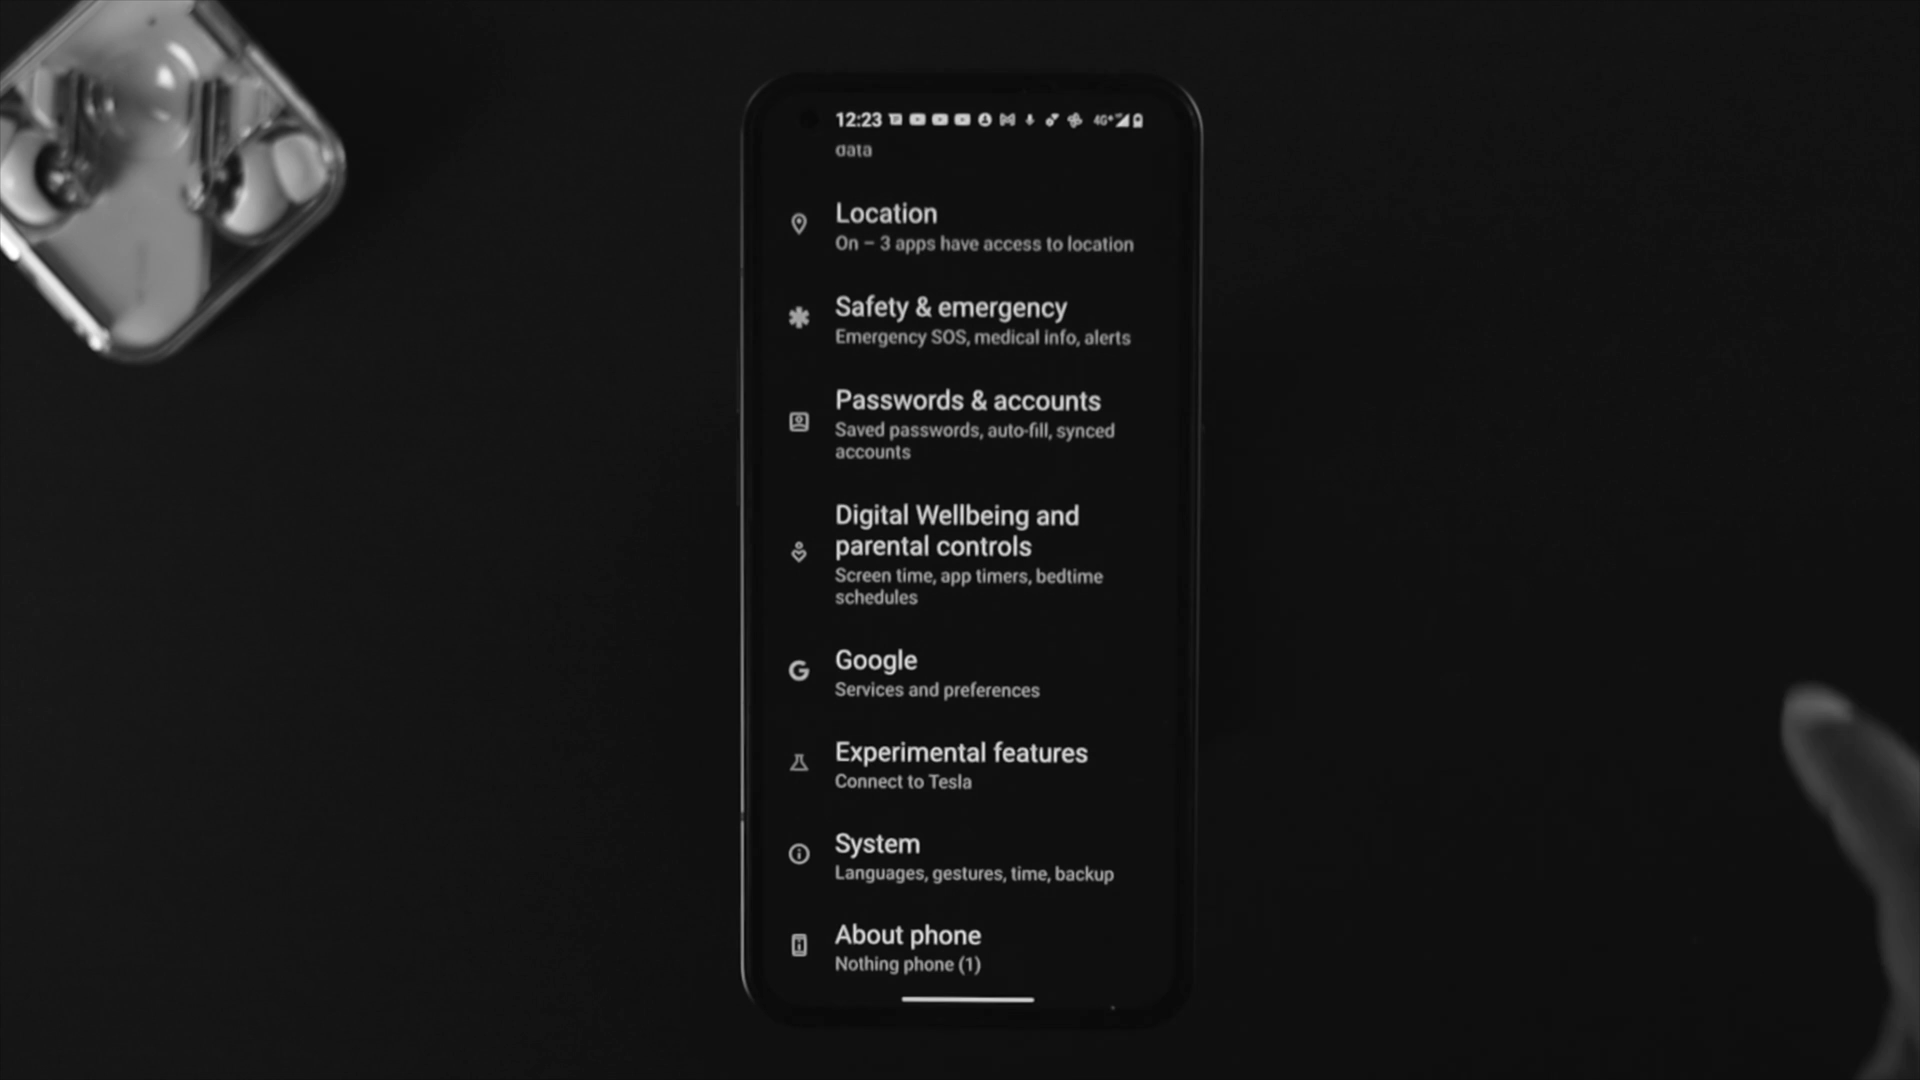 12:23 4G+
data
Location
On – 3 apps have access to location
Safety & emergency
Emergency SOS, medical info, alerts
Passwords & accounts
Saved passwords, auto-fill, synced
accounts
Digital Wellbeing and
parental controls
Screen time, app timers, bedtime
schedules
Google
Services and preferences
Experimental features
Connect to Tesla
System
Languages, gestures, time, backup
About phone
Nothing phone (1)